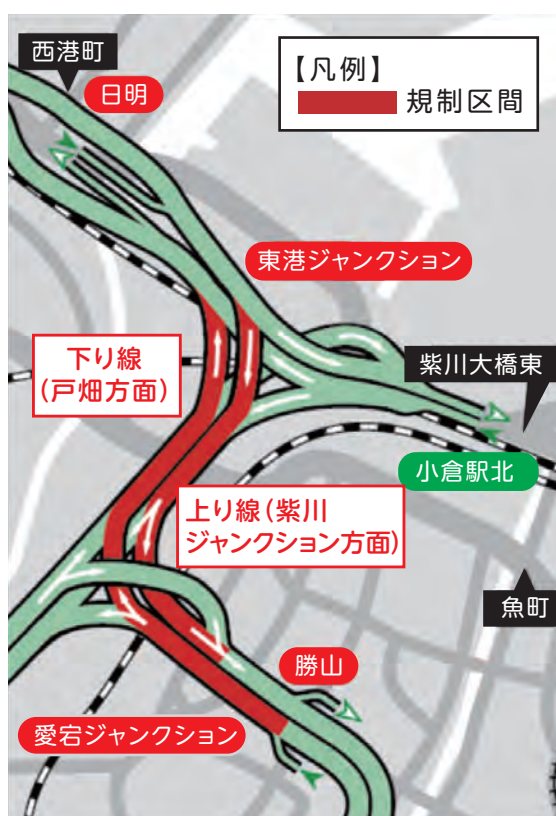 西港町
日明
【凡例】
規制区間
東港ジャンクション
下り線
(戸畑方面)
紫川大橋東
小倉駅北
上り線(紫川
ジャンクション方面)
魚町
勝山
愛宕ジャンクション